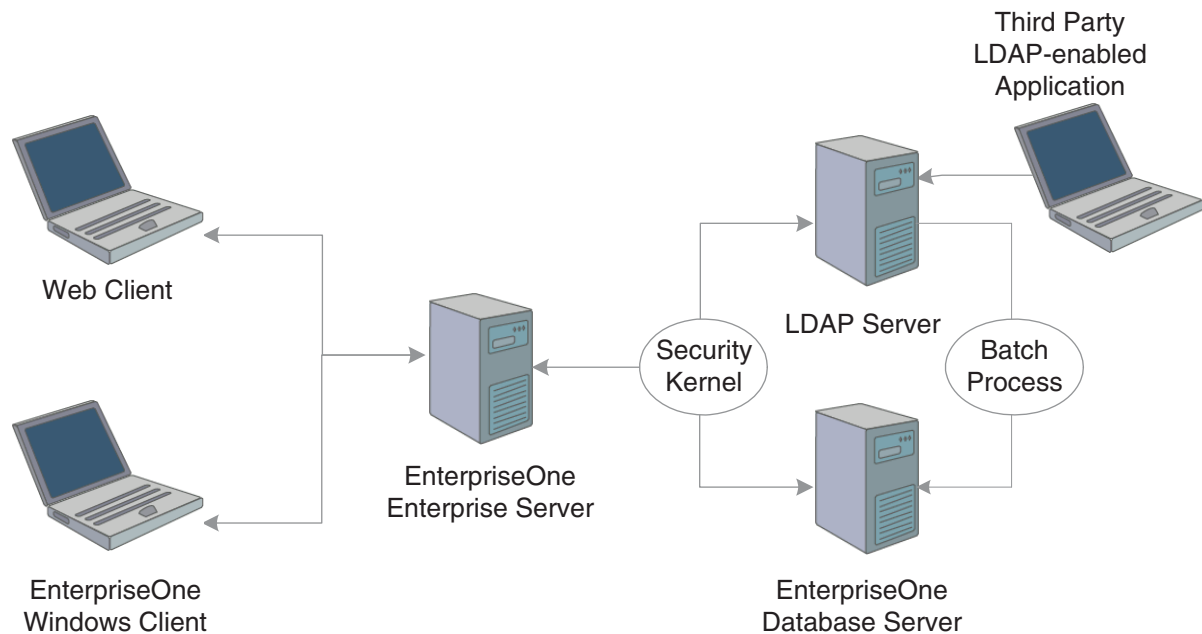 Third Party
LDAP-enabled
Application
Web Client
LDAP Server
Security
Kernel
Batch
Process
EnterpriseOne
Enterprise Server
EnterpriseOne
Windows Client
EnterpriseOne
Database Server